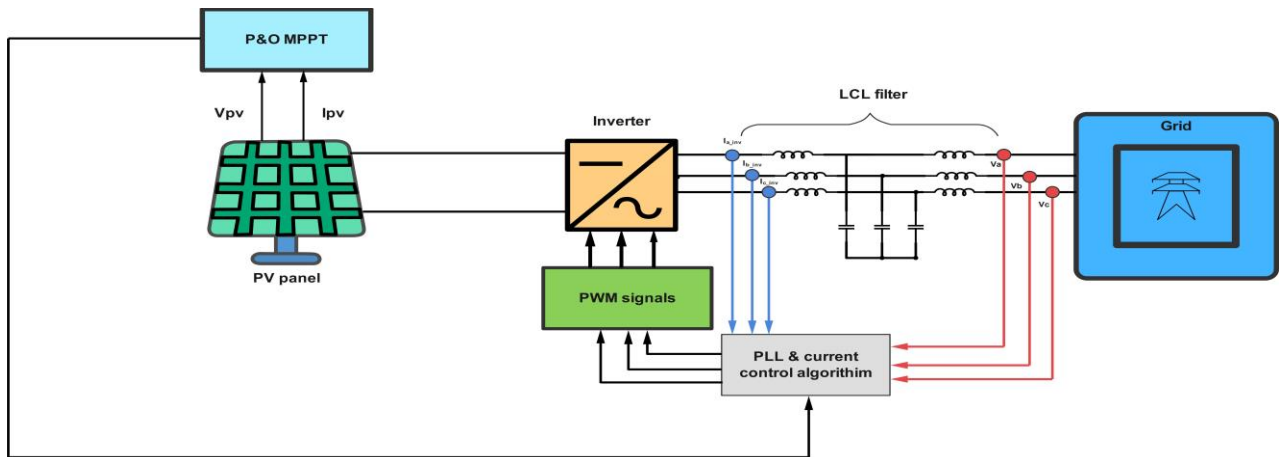 P&O MPPT
Vpv
Ipv
PV panel
Inverter
LCL filter
Ia_inv
Ib_inv
Va
Vb
Vc
Grid
PWM signals
PLL & current
control algorithim